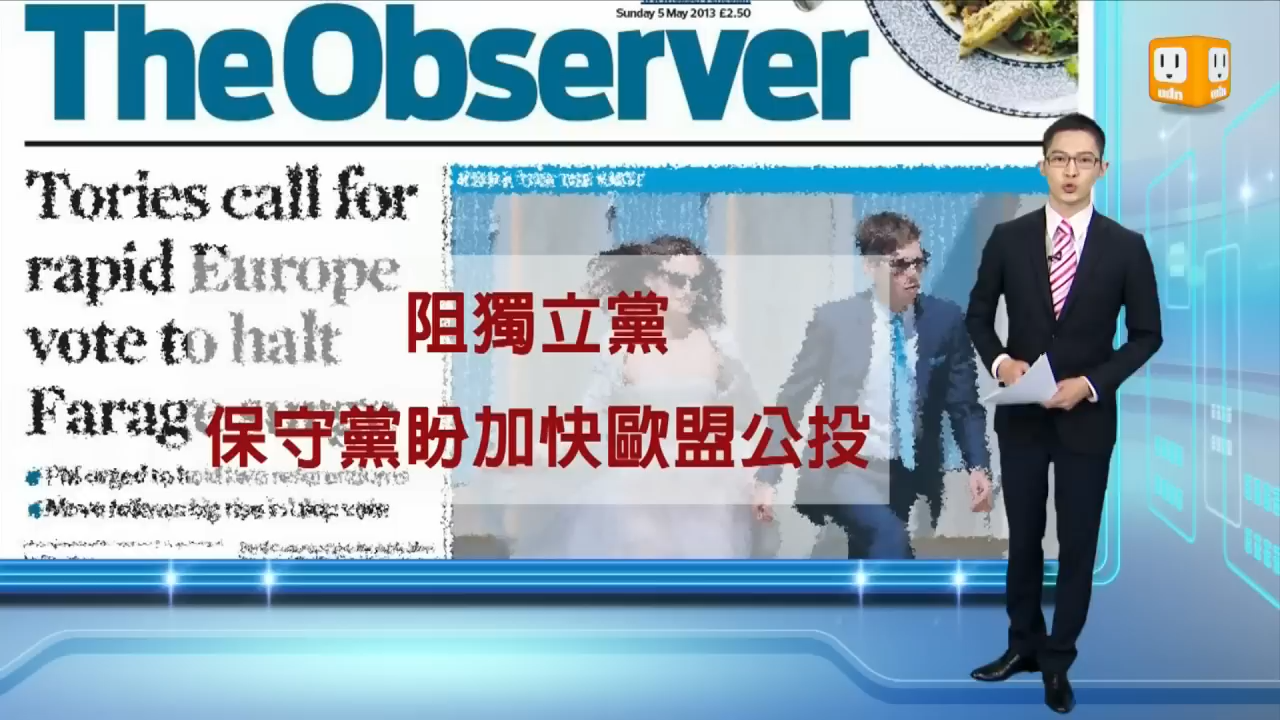 Sunday 5 May 2013 £2.50
The Observer
udn
Tories call for
rapid Europe
vote to halt
Farage
阻獨立黨
保守黨盼加快歐盟公投